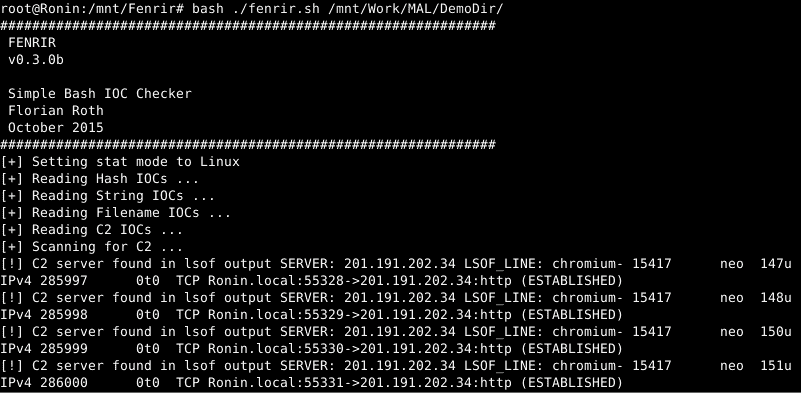 root@Ronin:/mnt/Fenrir# bash ./fenrir.sh /mnt/Work/MAL/DemoDir/
##############################################################
FENRIR
v0.3.0b
Simple Bash IOC Checker
Florian Roth
October 2015
##############################################################
[+] Setting stat mode to Linux
[+] Reading Hash IOCs ...
[+] Reading String IOCs ...
[+] Reading Filename IOCs ...
[+] Reading C2 IOCs ...
[+] Scanning for C2 ...
[!] C2 server found in lsof output SERVER: 201.191.202.34 LSOF_LINE: chromium- 15417      neo  147u
IPv4 285997      0t0  TCP Ronin.local:55328->201.191.202.34:http (ESTABLISHED)
[!] C2 server found in lsof output SERVER: 201.191.202.34 LSOF_LINE: chromium- 15417      neo  148u
IPv4 285998      0t0  TCP Ronin.local:55329->201.191.202.34:http (ESTABLISHED)
[!] C2 server found in lsof output SERVER: 201.191.202.34 LSOF_LINE: chromium- 15417      neo  150u
IPv4 285999      0t0  TCP Ronin.local:55330->201.191.202.34:http (ESTABLISHED)
[!] C2 server found in lsof output SERVER: 201.191.202.34 LSOF_LINE: chromium- 15417      neo  151u
IPv4 286000      0t0  TCP Ronin.local:55331->201.191.202.34:http (ESTABLISHED)